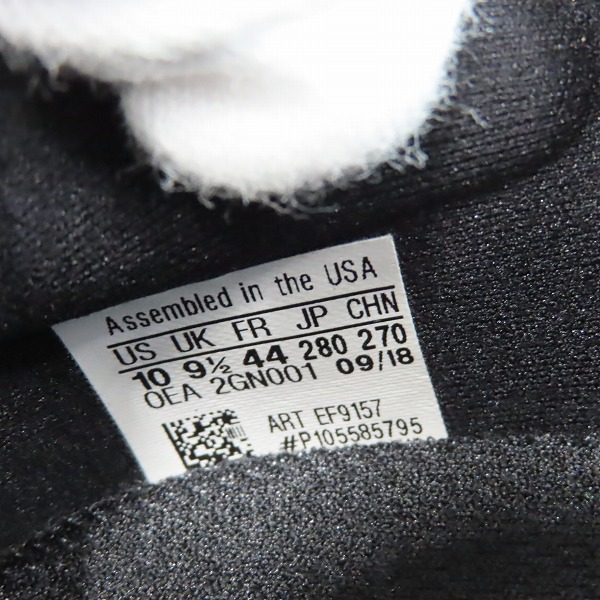 Assembled in the USA
US UK FR JP CHN
10 9½ 44 280 270
0EA 2GN001 09/18
ART EF9157
#P105585795